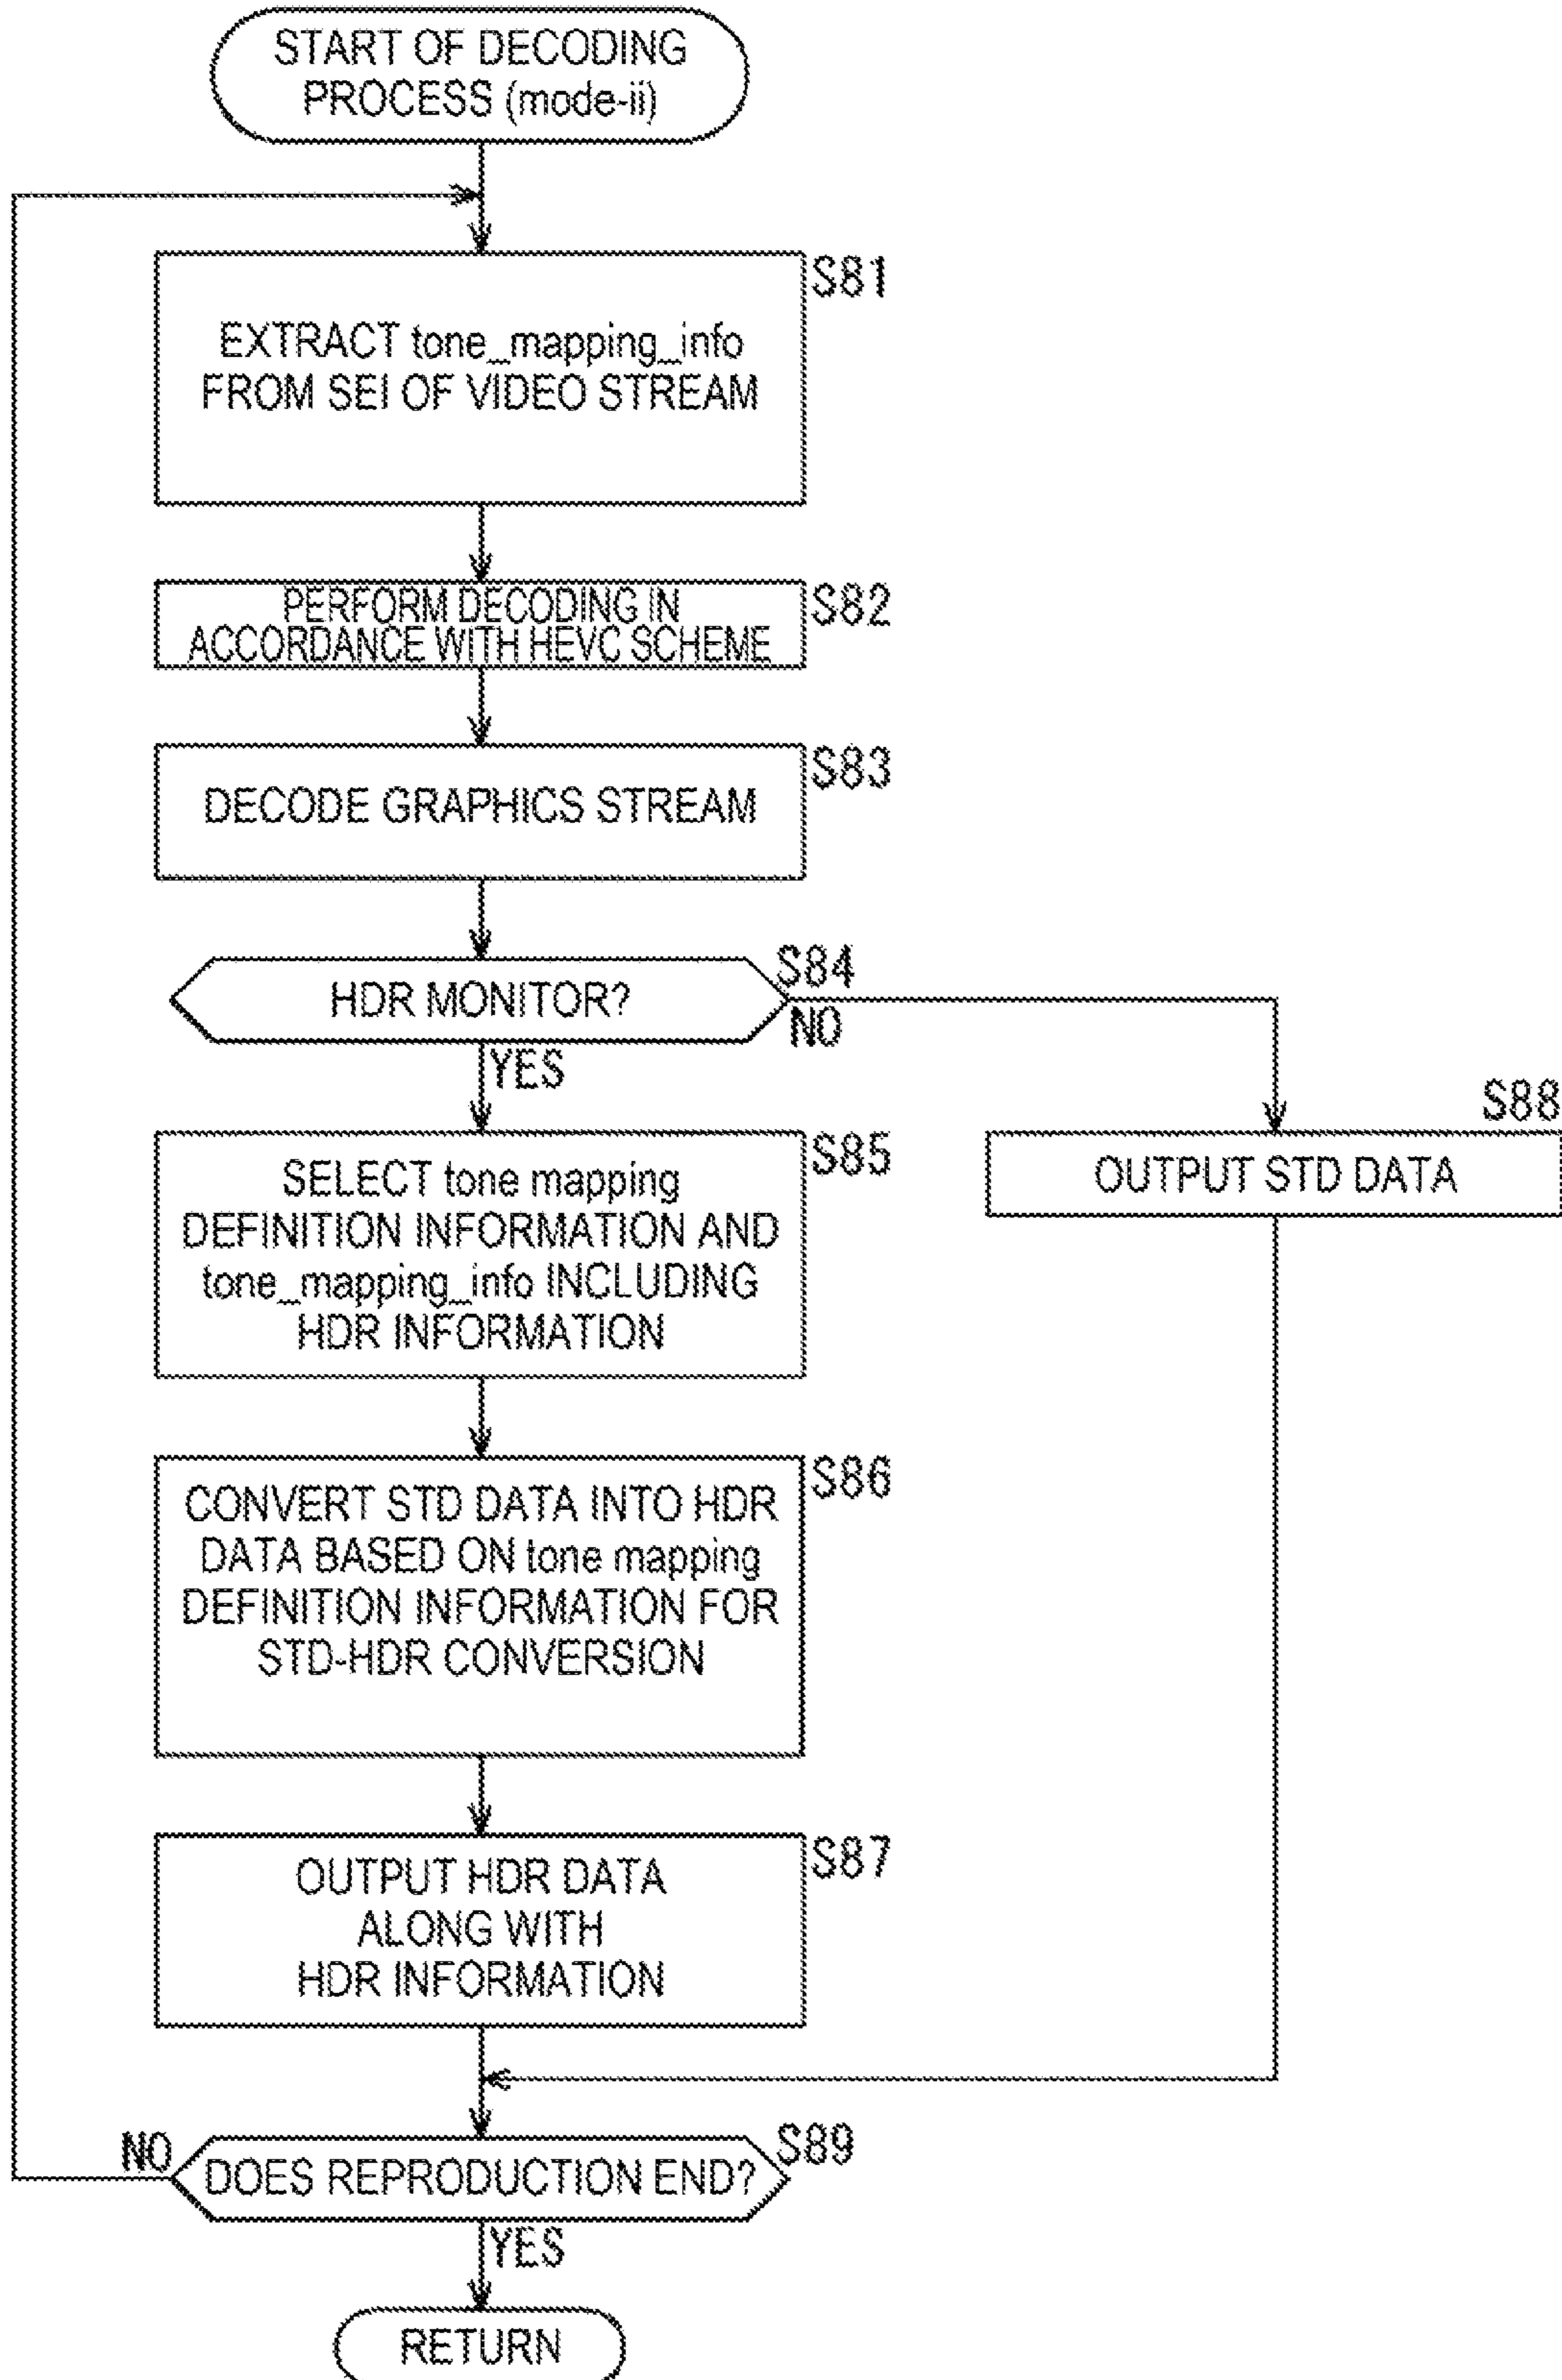 START OF DECODING
PROCESS (mode-ii)
S81
EXTRACT tone_mapping_info
FROM SEI OF VIDEO STREAM
S82
PERFORM DECODING IN
ACCORDANCE WITH HEVC SCHEME
S83
DECODE GRAPHICS STREAM
S84
HDR MONITOR?
NO
YES
S85
SELECT tone mapping
DEFINITION INFORMATION AND
tone_mapping_info INCLUDING
HDR INFORMATION
S88
OUTPUT STD DATA
S86
CONVERT STD DATA INTO HDR
DATA BASED ON tone mapping
DEFINITION INFORMATION FOR
STD-HDR CONVERSION
S87
OUTPUT HDR DATA
ALONG WITH
HDR INFORMATION
NO
S89
DOES REPRODUCTION END?
YES
RETURN